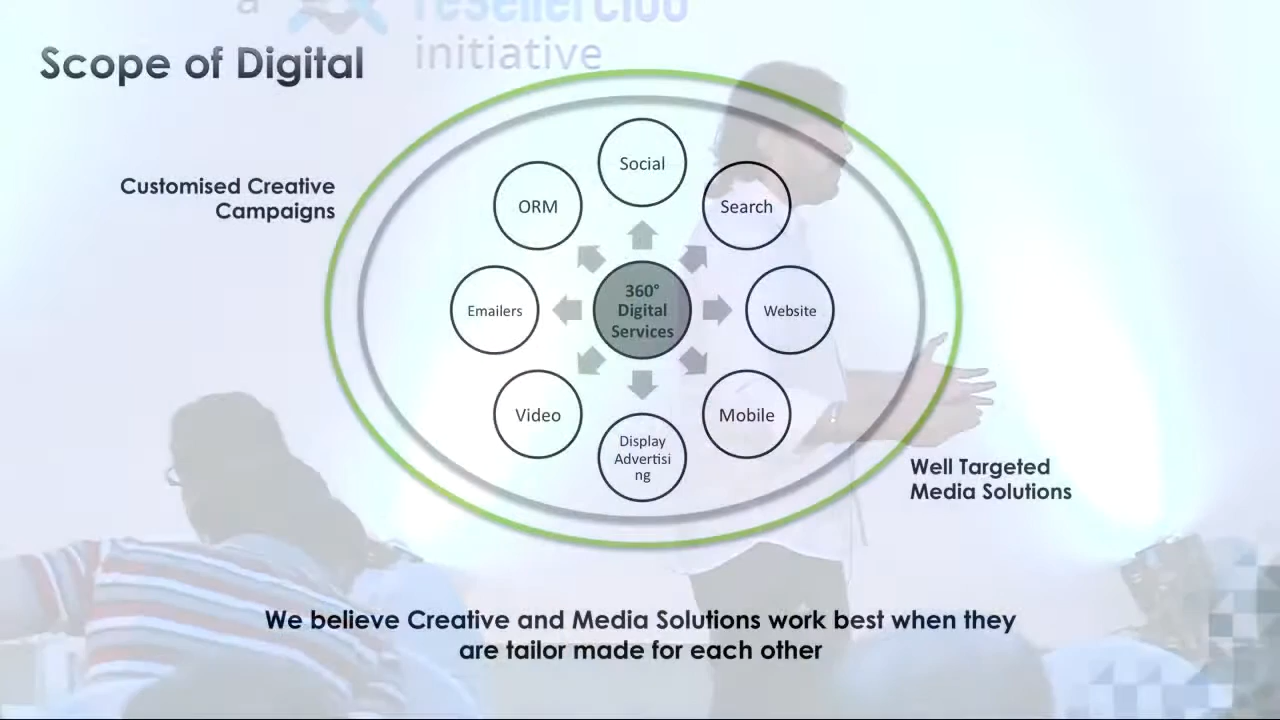 a resellerclub
initiative
Scope of Digital
Customised Creative
Campaigns
Social
ORM
Search
360°
Digital
Services
Emailers
Website
Video
Mobile
Display
Advertisi
ng
Well Targeted
Media Solutions
We believe Creative and Media Solutions work best when they
are tailor made for each other